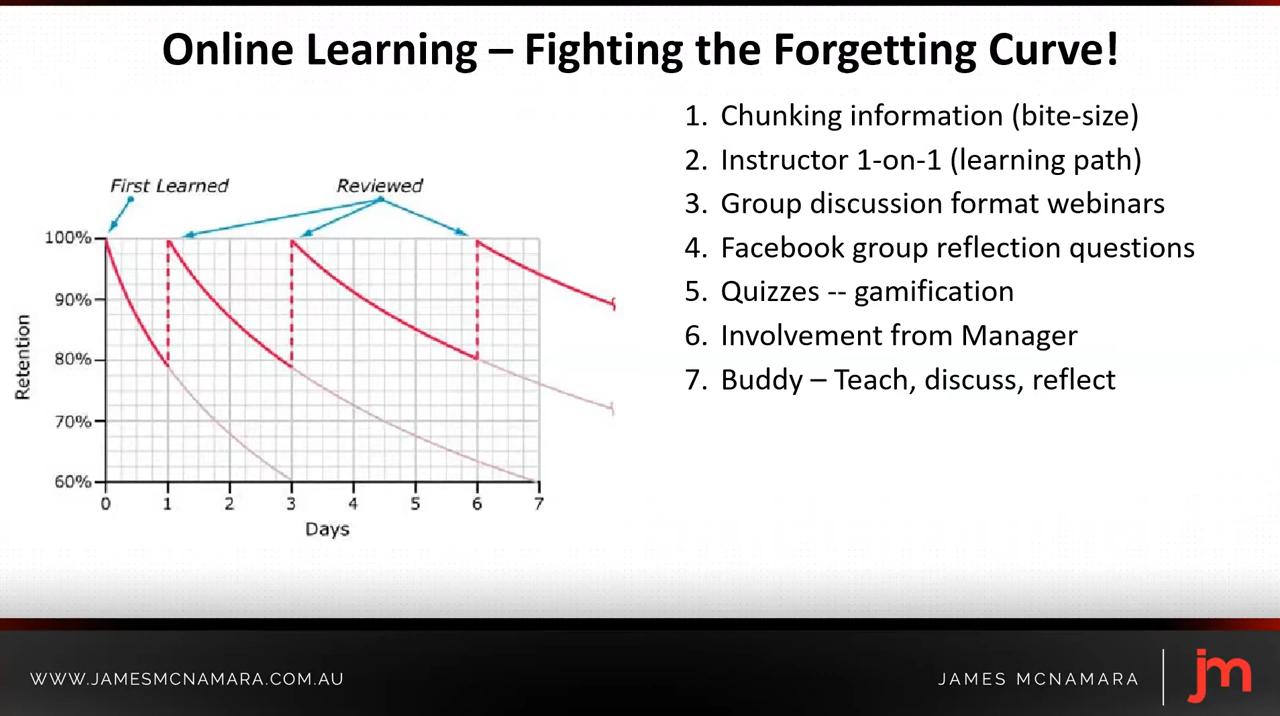 Online Learning – Fighting the Forgetting Curve!
First Learned
Reviewed
100%
90%
80%
70%
60%
Retention
0 1 2 3 4 5 6 7
Days
1. Chunking information (bite-size)
2. Instructor 1-on-1 (learning path)
3. Group discussion format webinars
4. Facebook group reflection questions
5. Quizzes -- gamification
6. Involvement from Manager
7. Buddy – Teach, discuss, reflect
WWW.JAMESMCNAMARA.COM.AU
JAMES MCNAMARA
jm